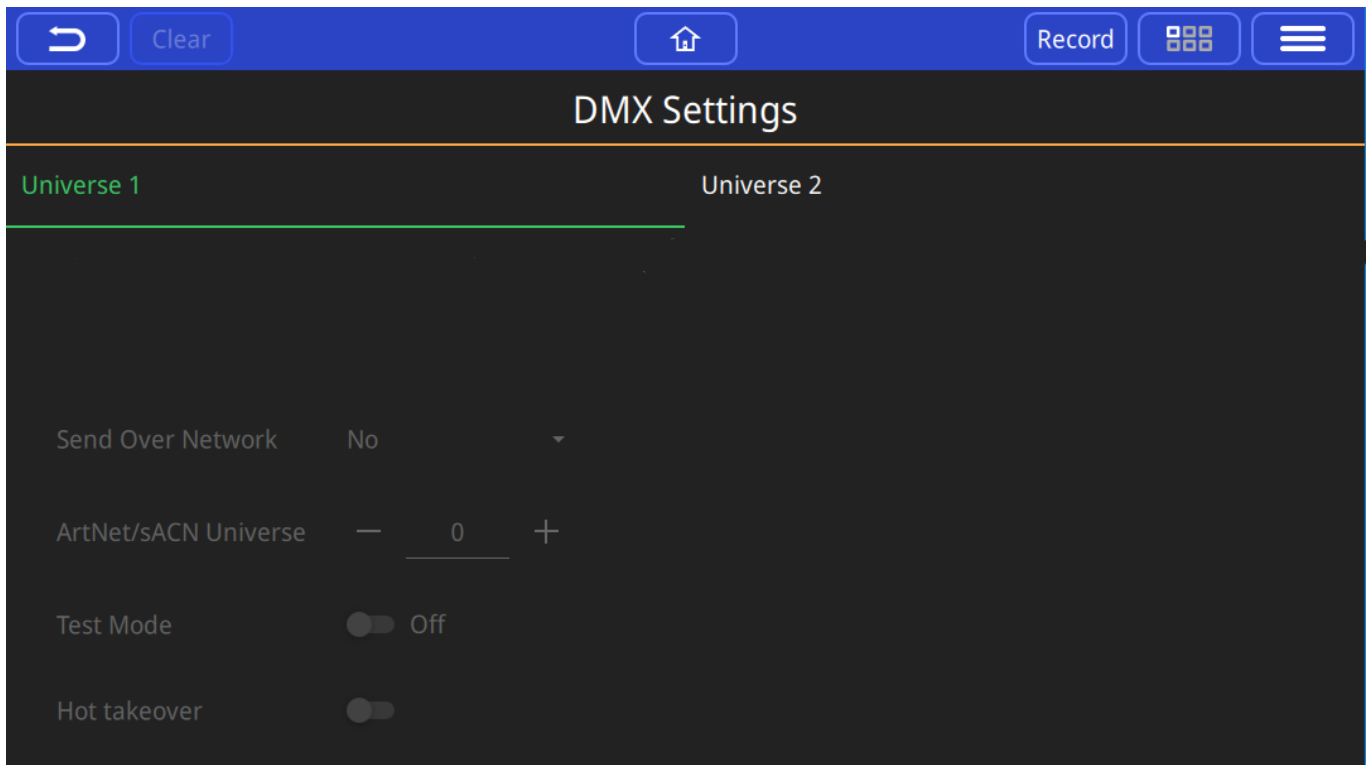 Clear Record
DMX Settings
Universe 1 Universe 2
Send Over Network No
ArtNet/sACN Universe 0
Test Mode Off
Hot takeover